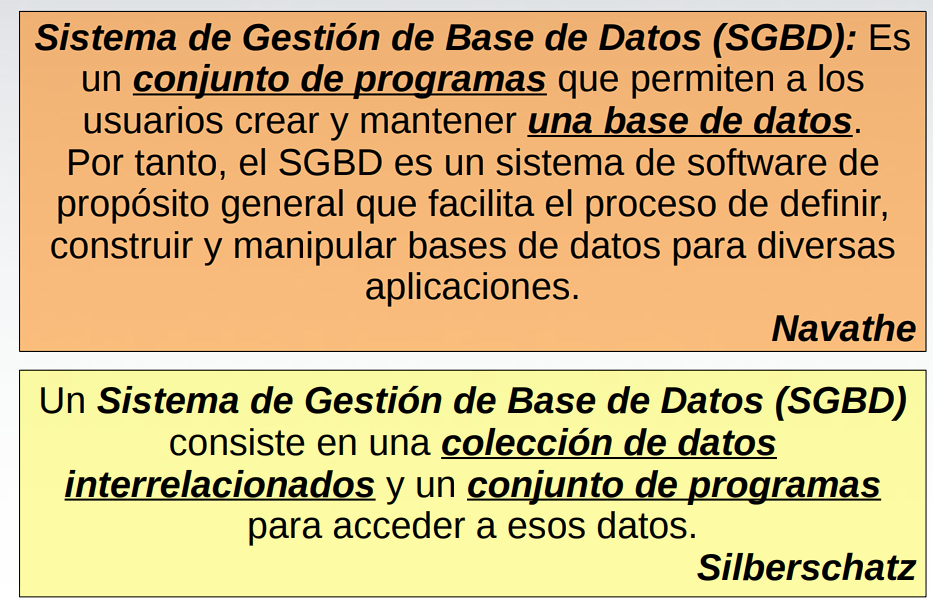 Sistema de Gestión de Base de Datos (SGBD): Es
un conjunto de programas que permiten a los
usuarios crear y mantener una base de datos.
Por tanto, el SGBD es un sistema de software de
propósito general que facilita el proceso de definir,
construir y manipular bases de datos para diversas
aplicaciones.
Navathe
Un Sistema de Gestión de Base de Datos (SGBD)
consiste en una colección de datos
interrelacionados y un conjunto de programas
para acceder a esos datos.
Silberschatz